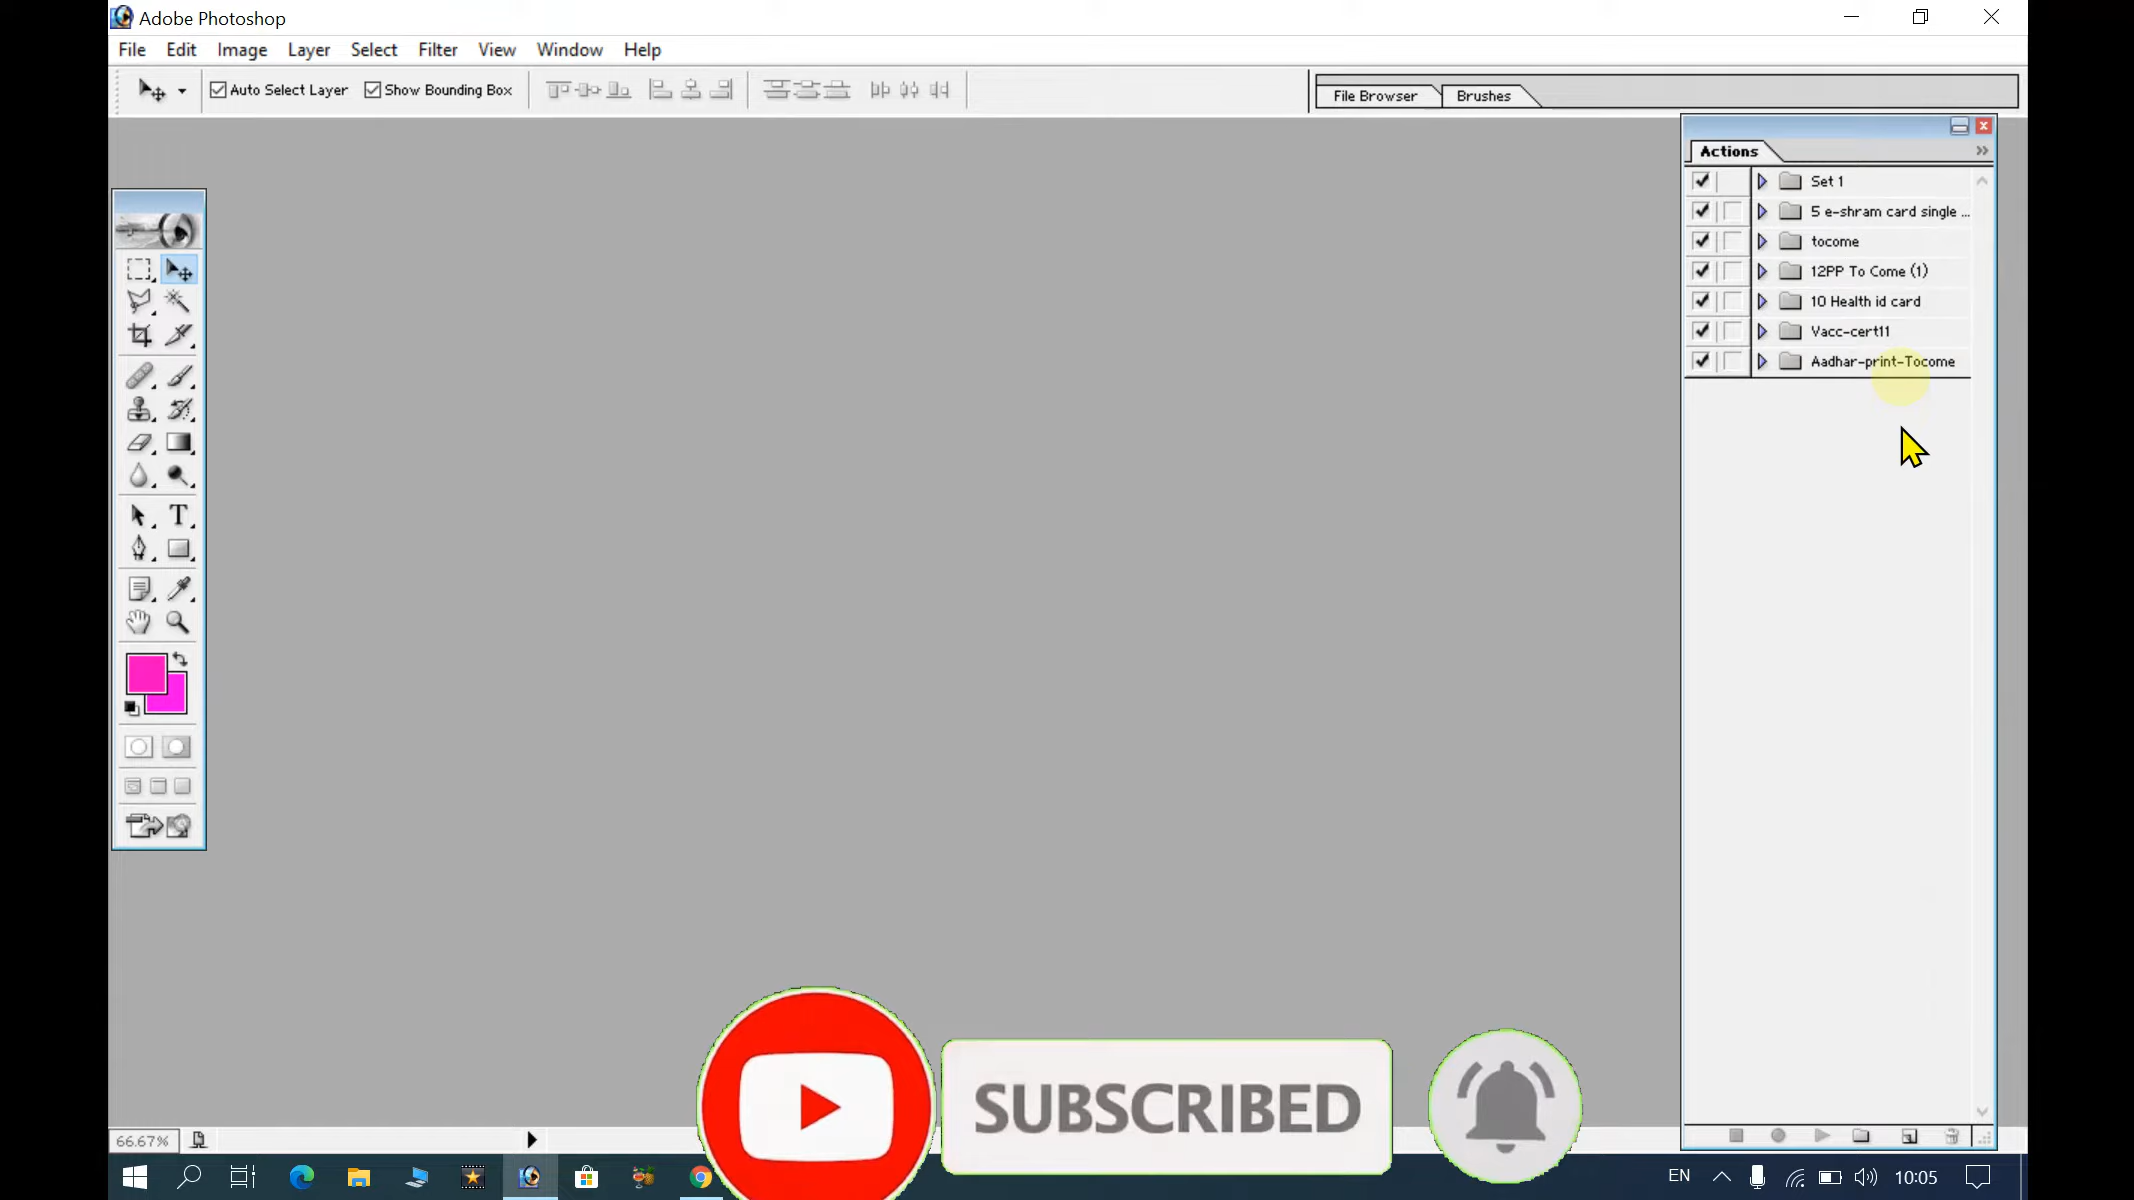 Adobe Photoshop
File Edit Image Layer Select Filter View Window Help
Auto Select Layer Show Bounding Box
File Browser Brushes
Actions
Set 1
5 e-shram card single ...
tocome
12PP To Come (1)
10 Health id card
Vacc-cert11
Aadhar-print-Tocome
T
66.67%
SUBSCRIBED
EN 10:05